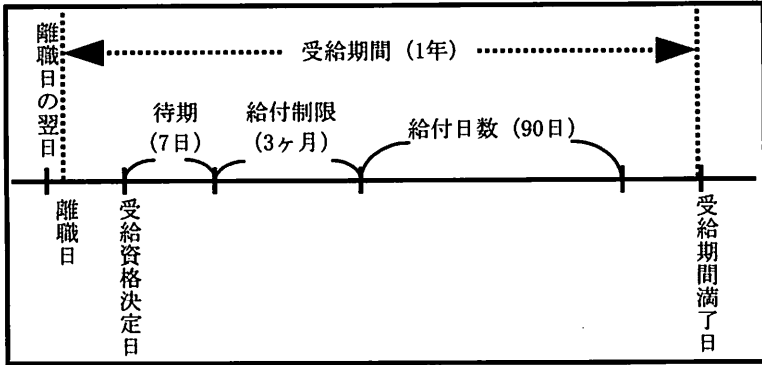 離職日の翌日
受給期間（1年）
待期
（7日）
給付制限
（3ヶ月）
給付日数（90日）
離職日
受給資格決定日
受給期間満了日